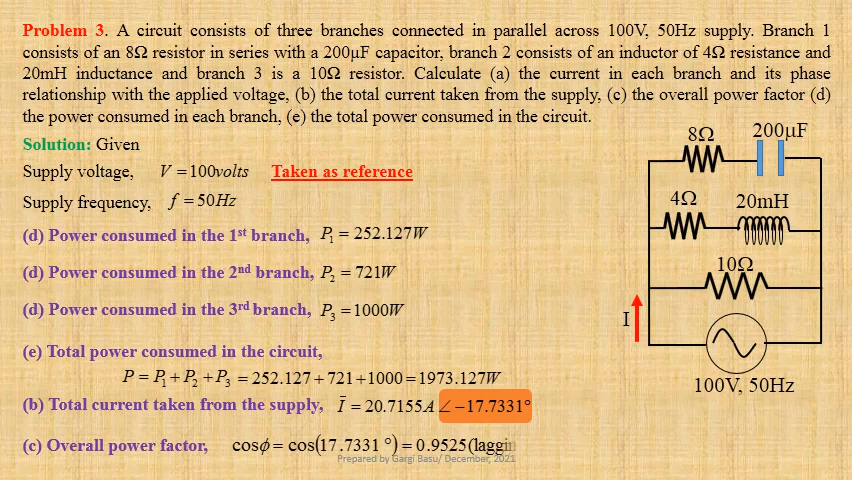 Problem 3. A circuit consists of three branches connected in parallel across 100V, 50Hz supply. Branch 1
consists of an 8Ω resistor in series with a 200μF capacitor, branch 2 consists of an inductor of 4Ω resistance and
20mH inductance and branch 3 is a 10Ω resistor. Calculate (a) the current in each branch and its phase
relationship with the applied voltage, (b) the total current taken from the supply, (c) the overall power factor (d)
the power consumed in each branch, (e) the total power consumed in the circuit.
Solution: Given
Supply voltage, V = 100volts Taken as reference
Supply frequency, f = 50Hz
(d) Power consumed in the 1st branch, P₁ = 252.127W
(d) Power consumed in the 2nd branch, P₂ = 721W
(d) Power consumed in the 3rd branch, P₃ = 1000W
(e) Total power consumed in the circuit,
P = P₁ + P₂ + P₃ = 252.127 + 721 + 1000 = 1973.127W
(b) Total current taken from the supply, Ī = 20.7155A ∠ −17.7331°
(c) Overall power factor, cosϕ = cos(17.7331°) = 0.9525(laggin
Prepared by Gargi Basu/ December, 2021
8Ω 200μF
4Ω 20mH
10Ω
I
100V, 50Hz